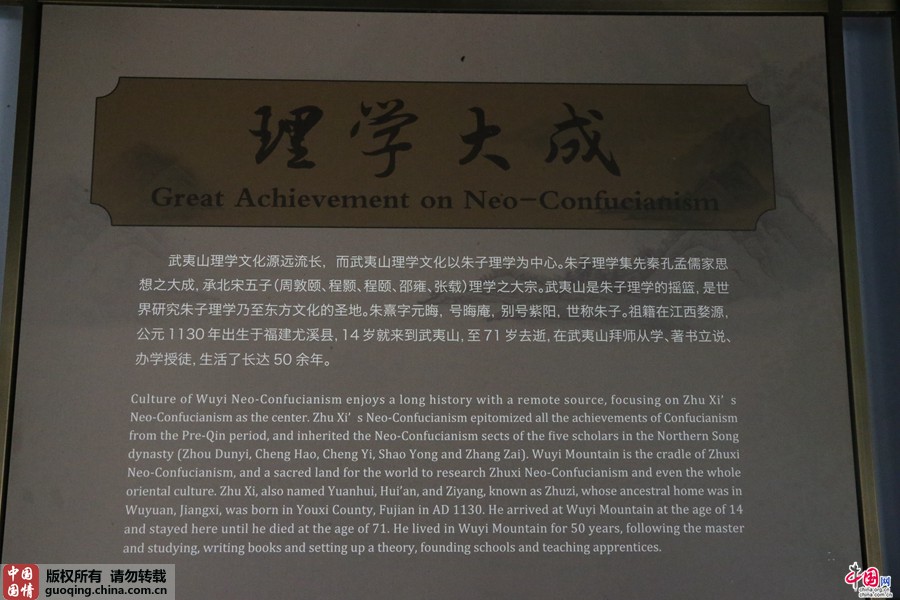 理学大成
Great Achievement on Neo-Confucianism
武夷山理学文化源远流长，而武夷山理学文化以朱子理学为中心。朱子理学集先秦孔孟儒家思
想之大成，承北宋五子（周敦颐、程颢、程颐、邵雍、张载）理学之大宗。武夷山是朱子理学的摇篮，是世
界研究朱子理学乃至东方文化的圣地。朱熹字元晦，号晦庵，别号紫阳，世称朱子。祖籍在江西婺源，
公元1130年出生于福建尤溪县，14岁就来到武夷山，至71岁去逝，在武夷山拜师从学、著书立说、
办学授徒，生活了长达50余年。
Culture of Wuyi Neo-Confucianism enjoys a long history with a remote source, focusing on Zhu Xi's
Neo-Confucianism as the center. Zhu Xi's Neo-Confucianism epitomized all the achievements of Confucianism
from the Pre-Qin period, and inherited the Neo-Confucianism sects of the five scholars in the Northern Song
dynasty (Zhou Dunyi, Cheng Hao, Cheng Yi, Shao Yong and Zhang Zai). Wuyi Mountain is the cradle of Zhuxi
Neo-Confucianism, and a sacred land for the world to research Zhuxi Neo-Confucianism and even the whole
oriental culture. Zhu Xi, also named Yuanhui, Hui'an, and Ziyang, known as Zhuzi, whose ancestral home was in
Wuyuan, Jiangxi, was born in Youxi County, Fujian in AD 1130. He arrived at Wuyi Mountain at the age of 14
and stayed here until he died at the age of 71. He lived in Wuyi Mountain for 50 years, following the master
and studying, writing books and setting up a theory, founding schools and teaching apprentices.
中国
国情
版权所有 请勿转载
guoqing.china.com.cn
中国网
china.org.cn
china.com.cn